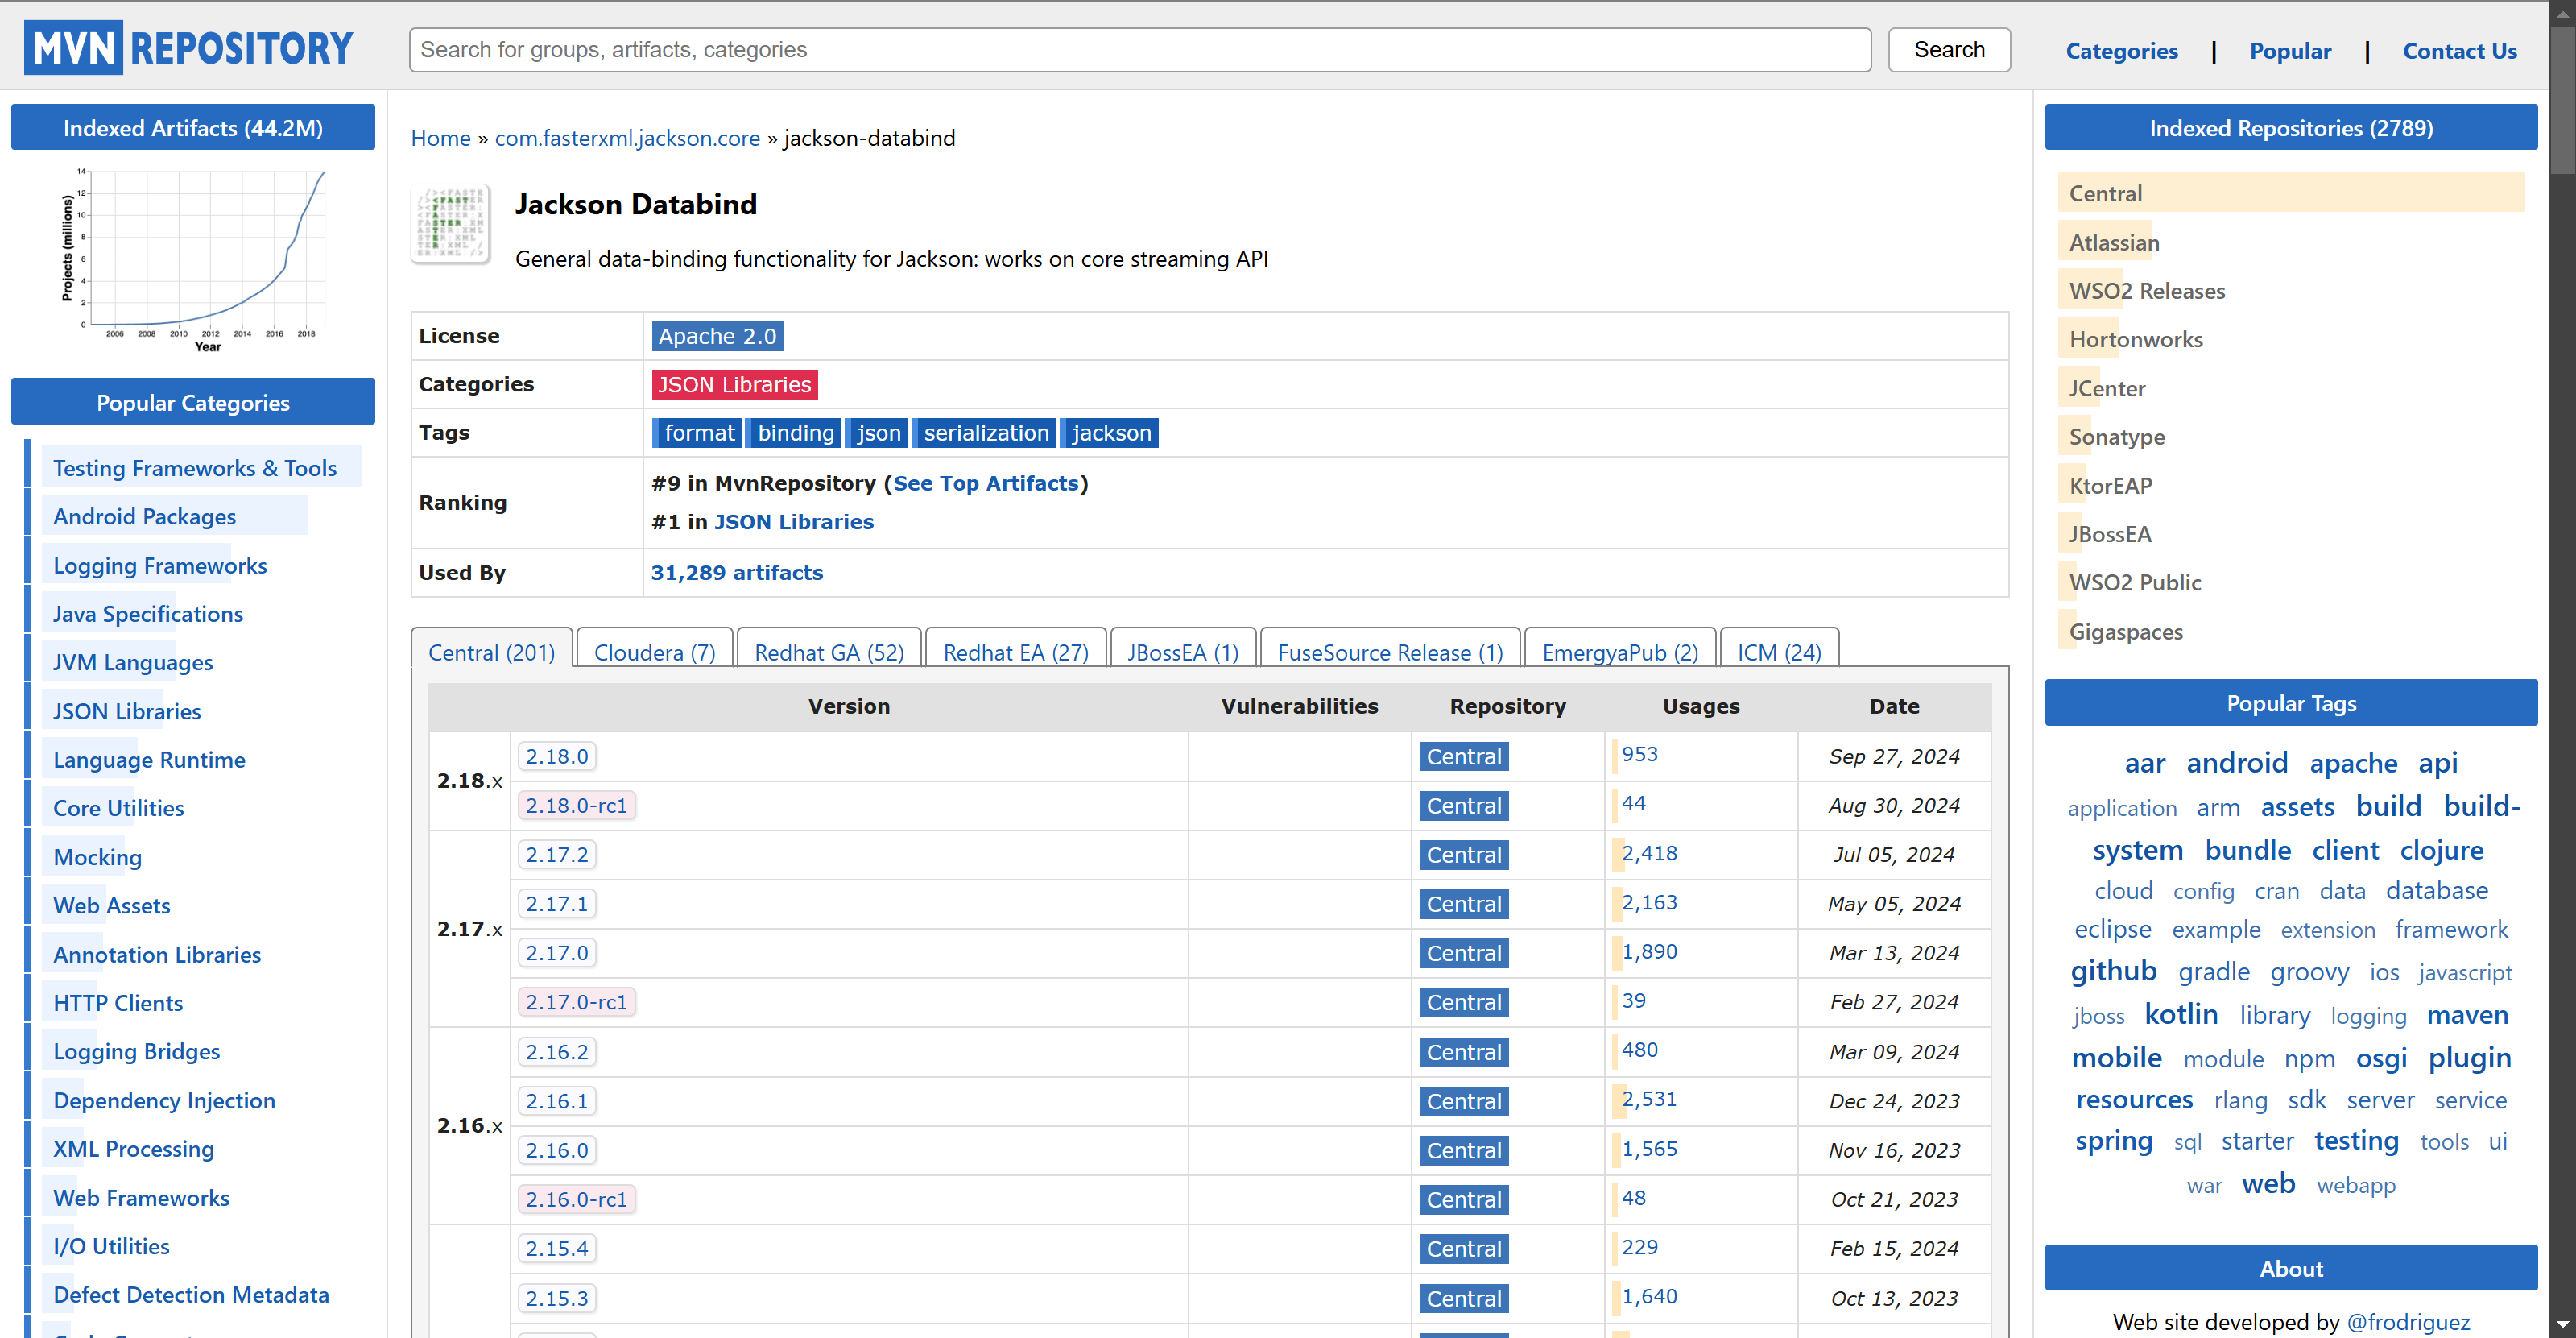 MVN REPOSITORY
Search for groups, artifacts, categories
Search
Categories | Popular | Contact Us
Indexed Artifacts (44.2M)
Projects (millions)
14
12
10
8
6
4
2
0
2006 2008 2010 2012 2014 2016 2018
Year
Popular Categories
Testing Frameworks & Tools
Android Packages
Logging Frameworks
Java Specifications
JVM Languages
JSON Libraries
Language Runtime
Core Utilities
Mocking
Web Assets
Annotation Libraries
HTTP Clients
Logging Bridges
Dependency Injection
XML Processing
Web Frameworks
I/O Utilities
Defect Detection Metadata
Home » com.fasterxml.jackson.core » jackson-databind
Jackson Databind
General data-binding functionality for Jackson: works on core streaming API
License Apache 2.0
Categories JSON Libraries
Tags format binding json serialization jackson
Ranking
#9 in MvnRepository (See Top Artifacts)
#1 in JSON Libraries
Used By 31,289 artifacts
Central (201) Cloudera (7) Redhat GA (52) Redhat EA (27) JBossEA (1) FuseSource Release (1) EmergyaPub (2) ICM (24)
Version Vulnerabilities Repository Usages Date
2.18.x
2.18.0 Central 953 Sep 27, 2024
2.18.0-rc1 Central 44 Aug 30, 2024
2.17.x
2.17.2 Central 2,418 Jul 05, 2024
2.17.1 Central 2,163 May 05, 2024
2.17.0 Central 1,890 Mar 13, 2024
2.17.0-rc1 Central 39 Feb 27, 2024
2.16.x
2.16.2 Central 480 Mar 09, 2024
2.16.1 Central 2,531 Dec 24, 2023
2.16.0 Central 1,565 Nov 16, 2023
2.16.0-rc1 Central 48 Oct 21, 2023
2.15.4 Central 229 Feb 15, 2024
2.15.3 Central 1,640 Oct 13, 2023
Indexed Repositories (2789)
Central
Atlassian
WSO2 Releases
Hortonworks
JCenter
Sonatype
KtorEAP
JBossEA
WSO2 Public
Gigaspaces
Popular Tags
aar android apache api
application arm assets build build-
system bundle client clojure
cloud config cran data database
eclipse example extension framework
github gradle groovy ios javascript
jboss kotlin library logging maven
mobile module npm osgi plugin
resources rlang sdk server service
spring sql starter testing tools ui
war web webapp
About
Web site developed by @frodriguez